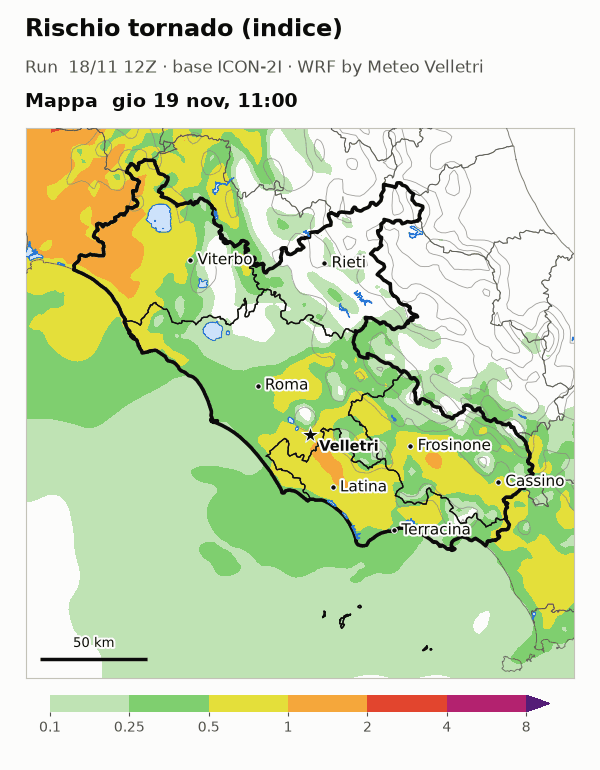 Rischio tornado (indice)
Run  18/11 12Z · base ICON-2I · WRF by Meteo Velletri
Mappa  gio 19 nov, 11:00
Viterbo
Rieti
Roma
Velletri
Frosinone
Cassino
Latina
Terracina
50 km
0.1 0.25 0.5 1 2 4 8